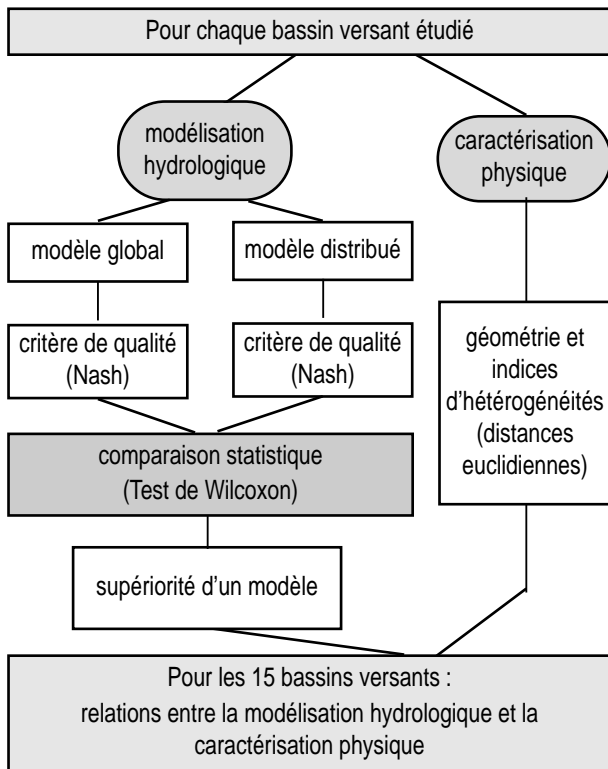 Pour chaque bassin versant étudié
modélisation
hydrologique
caractérisation
physique
modèle global
modèle distribué
critère de qualité
(Nash)
critère de qualité
(Nash)
géométrie et
indices
d'hétérogénéités
(distances
euclidiennes)
comparaison statistique
(Test de Wilcoxon)
supériorité d'un modèle
Pour les 15 bassins versants :
relations entre la modélisation hydrologique et la
caractérisation physique